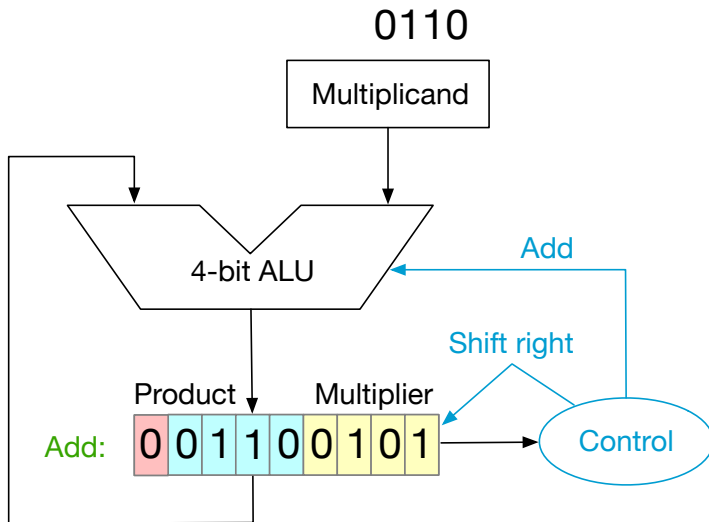 0110
Multiplicand
4-bit ALU
Add
Shift right
Product Multiplier
Add: 0 0 1 1 0 0 1 0 1
Control